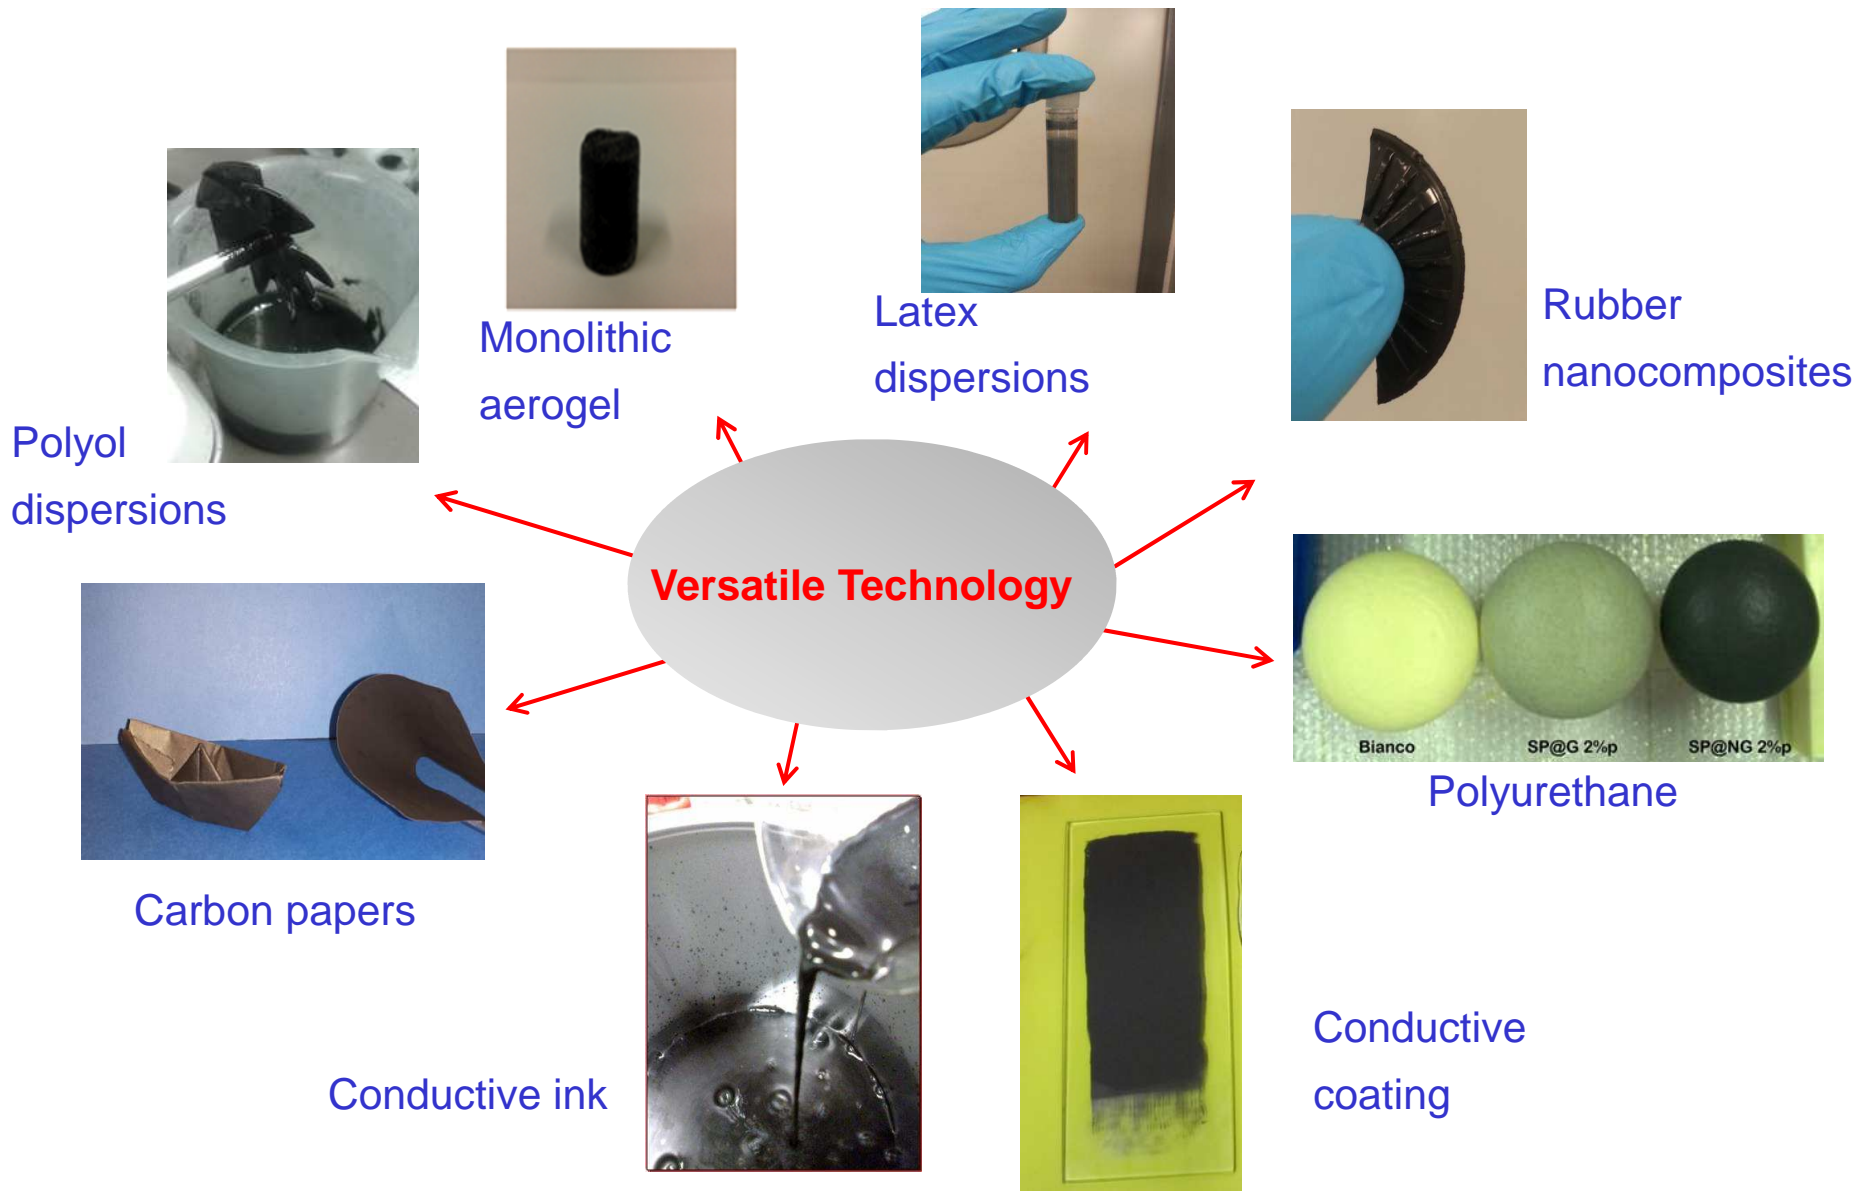 Monolithic
aerogel
Latex
dispersions
Rubber
nanocomposites
Polyol
dispersions
Versatile Technology
Bianco
SP@G 2%p
SP@NG 2%p
Polyurethane
Carbon papers
Conductive ink
Conductive
coating